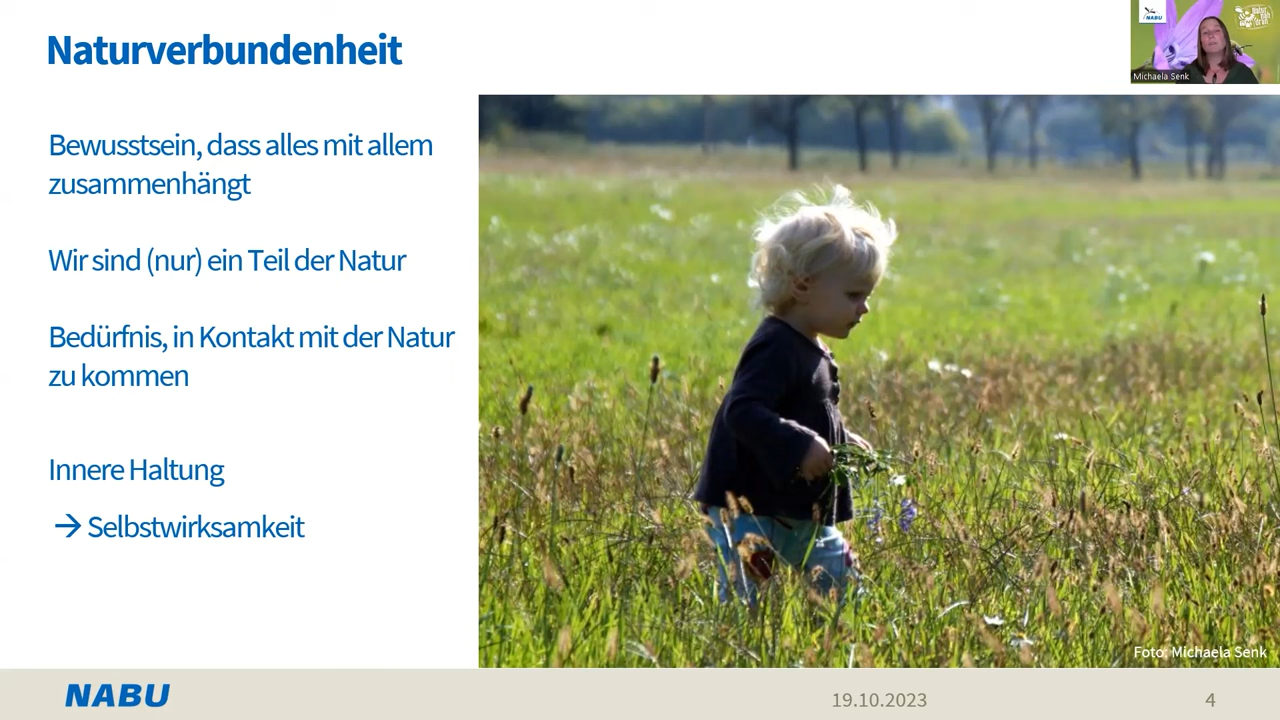 Naturverbundenheit
NABU
Michaela Senk
Bewusstsein, dass alles mit allem
zusammenhängt
Wir sind (nur) ein Teil der Natur
Bedürfnis, in Kontakt mit der Natur
zu kommen
Innere Haltung
→ Selbstwirksamkeit
Foto: Michaela Senk
NABU
19.10.2023
4